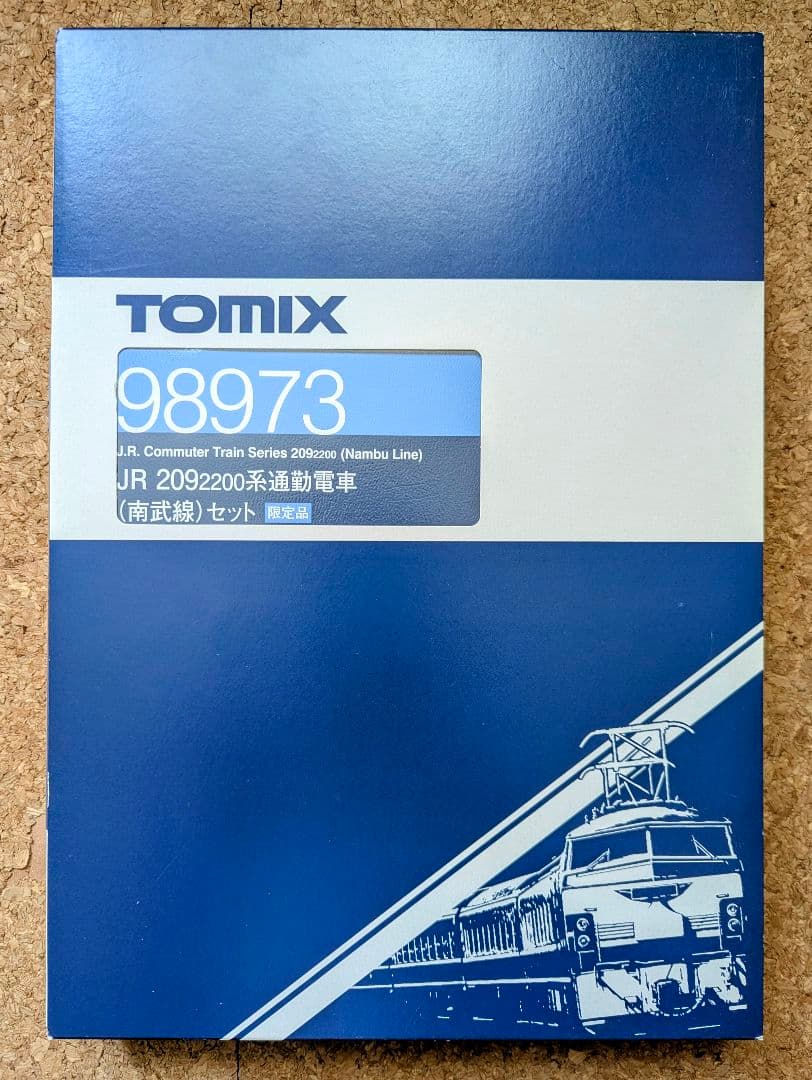 TOMIX
98973
J.R. Commuter Train Series 2092200 (Nambu Line)
JR 2092200系通勤電車
(南武線)セット 限定品